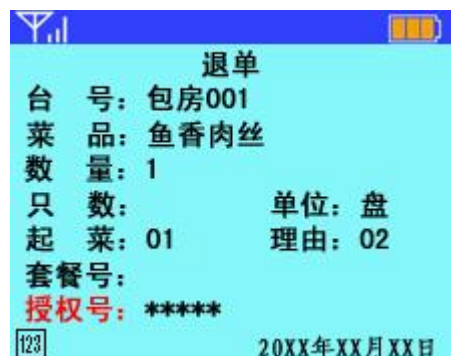 退单
台 号：包房001
菜 品：鱼香肉丝
数 量：1
只 数： 单位：盘
起 菜：01 理由：02
套餐号：
授权号：*****
123 20XX年XX月XX日